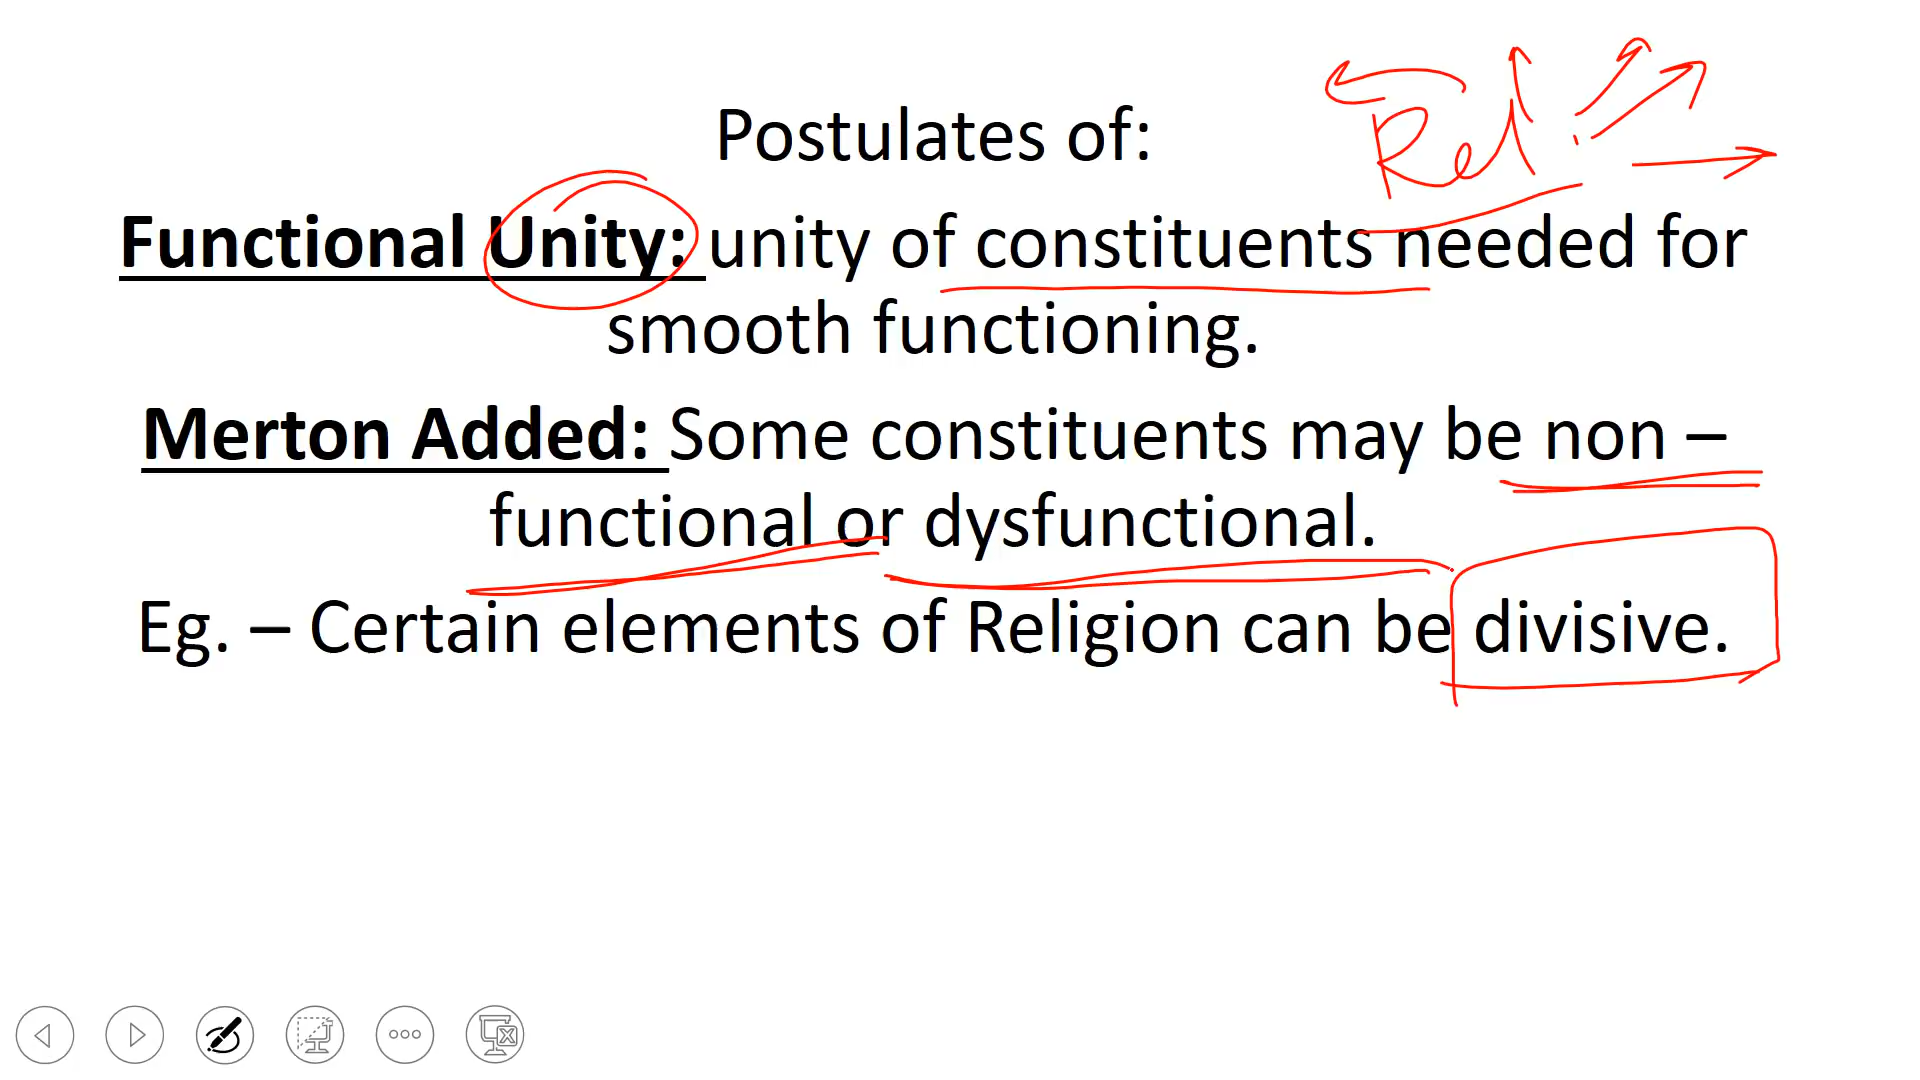 Postulates of:
Rel.
Functional Unity: unity of constituents needed for
smooth functioning.
Merton Added: Some constituents may be non –
functional or dysfunctional.
Eg. – Certain elements of Religion can be divisive.